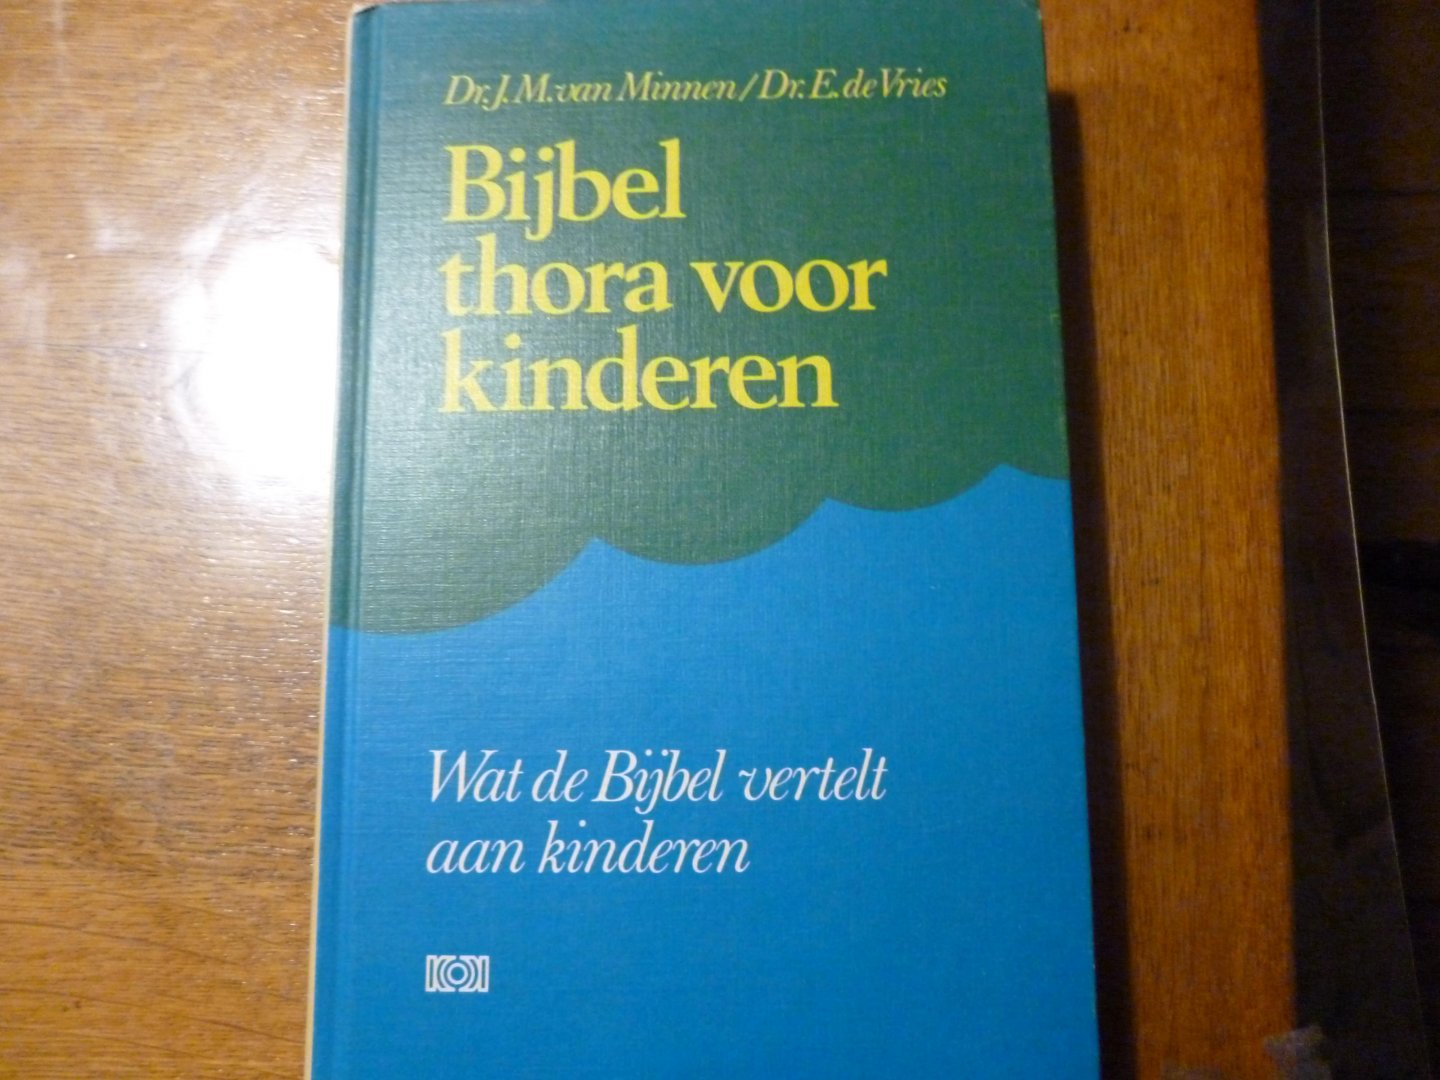 Dr. J. M. van Minnen/Dr. E. de Vries
Bijbel
thora voor
kinderen
Wat de Bijbel vertelt
aan kinderen